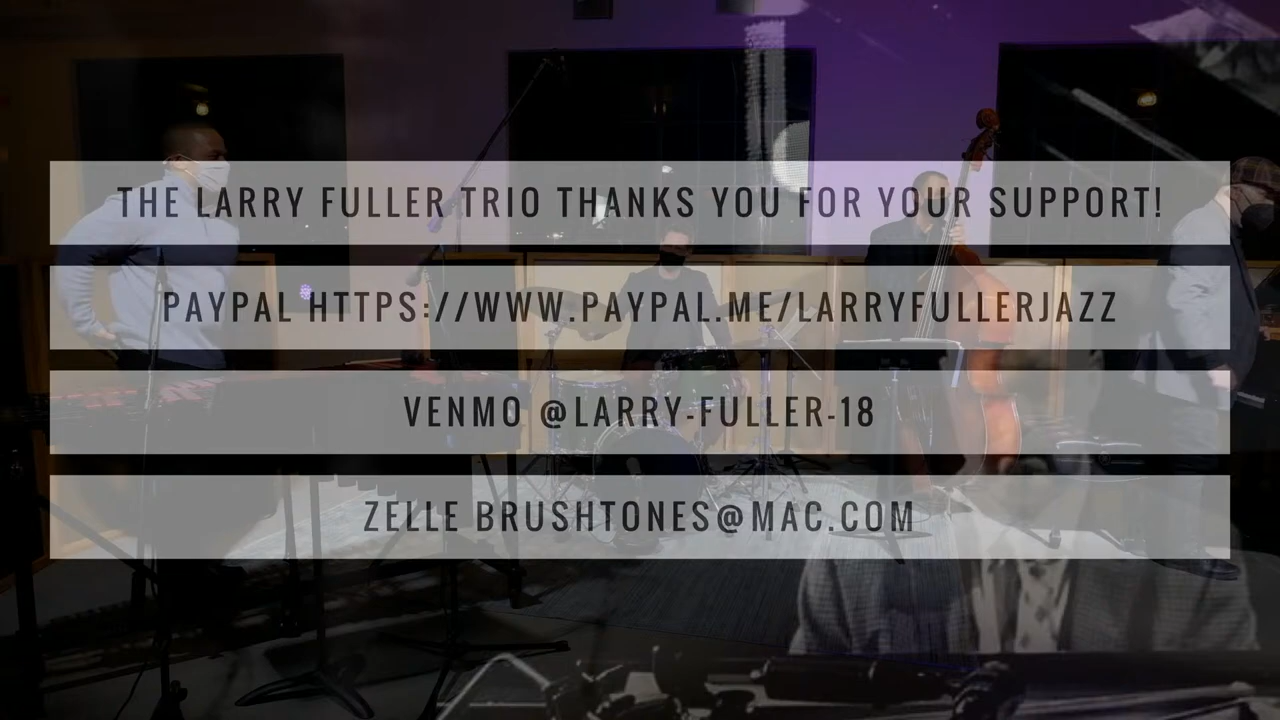 THE LARRY FULLER TRIO THANKS YOU FOR YOUR SUPPORT!
PAYPAL HTTPS://WWW.PAYPAL.ME/LARRYFULLERJAZZ
VENMO @LARRY-FULLER-18
ZELLE BRUSHTONES@MAC.COM